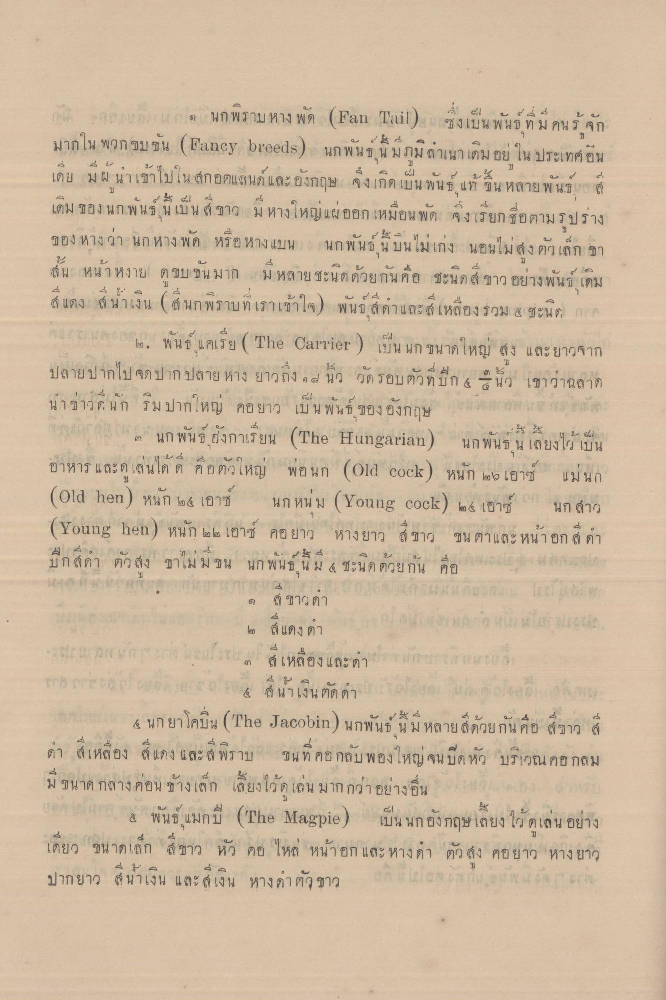 ๑ นกพิราบหางพัด (Fan Tail) ซึ่งเป็นพันธุ์ที่มีคนรู้จัก
มากในพวกขบขัน (Fancy breeds) นกพันธุ์นี้มีภูมิลำเนาเดิมอยู่ในประเทศอิน
เดีย มีผู้นำเข้าไปในสกอตแลนด์และอังกฤษ จึงเกิดเป็นพันธุ์แท้ขึ้นหลายพันธุ์ สี
เดิมของนกพันธุ์นี้เป็นสีขาว มีหางใหญ่แผ่ออกเหมือนพัด จึงเรียกชื่อตามรูปร่าง
ของหางว่า นกหางพัด หรือหางแบน นกพันธุ์นี้บินไม่เก่ง นอนไม่สูงตัวเล็ก ขา
สั้น หน้าหงาย ดูขบขันมาก มีหลายชะนิดด้วยกันคือ ชะนิดสีขาวอย่างพันธุ์เดิม
สีแดง สีน้ำเงิน (สีนกพิราบที่เราเข้าใจ) พันธุ์สีดำและสีเหลืองรวม ๕ ชะนิด
๒. พันธุ์แคเรีย ( The Carrier ) เป็นนกขนาดใหญ่ สูง และยาวจาก
ปลายปากไปจดปากปลายหาง ยาวถึง ๑๘ นิ้ว วัดรอบตัวที่ปีก ๔ ๓/๔ นิ้ว เขาว่าฉลาด
นำข่าวดีนัก ริมปากใหญ่ คอยาว เป็นพันธุ์ของอังกฤษ
๓ นกพันธุ์ฮังกาเรียน (The Hungarian) นกพันธุ์นี้เลี้ยงไว้เป็น
อาหารและดูเล่นได้ดี คือตัวใหญ่ พ่อนก (Old cock) หนัก ๒๖ เอาซ์ แม่นก
(Old hen) หนัก ๒๔ เอาซ์ นกหนุ่ม (Young cock) ๒๔ เอาซ์ นกสาว
(Young hen) หนัก ๒๒ เอาซ์ คอยาว หางยาว สีขาว ขนตาและหน้าอกสีดำ
ปีกสีดำ ตัวสูง ขาไม่มีขน นกพันธุ์นี้มี ๔ ชะนิดด้วยกัน คือ
๑ สีขาวดำ
๒ สีแดงดำ
๓ สีเหลืองและดำ
๔ สีน้ำเงินตัดดำ
๔ นกยาโคบิ่น (The Jacobin) นกพันธุ์นี้มีหลายสีด้วยกันคือ สีขาว สี
ดำ สีเหลือง สีแดงและสีพิราบ ขนที่คอกลับพองใหญ่จนปิดหัว บริเวณคอกลม
มีขนาดกลางค่อนข้างเล็ก เลี้ยงไว้ดูเล่นมากกว่าอย่างอื่น
๕ พันธุ์แมกปี (The Magpie) เป็นนกอังกฤษเลี้ยงไว้ดูเล่นอย่าง
เดียว ขนาดเล็ก สีขาว หัว คอ ไหล่ หน้าอกและหางดำ ตัวสูง คอยาว หางยาว
ปากยาว สีน้ำเงิน และสีเงิน หางดำตัวขาว